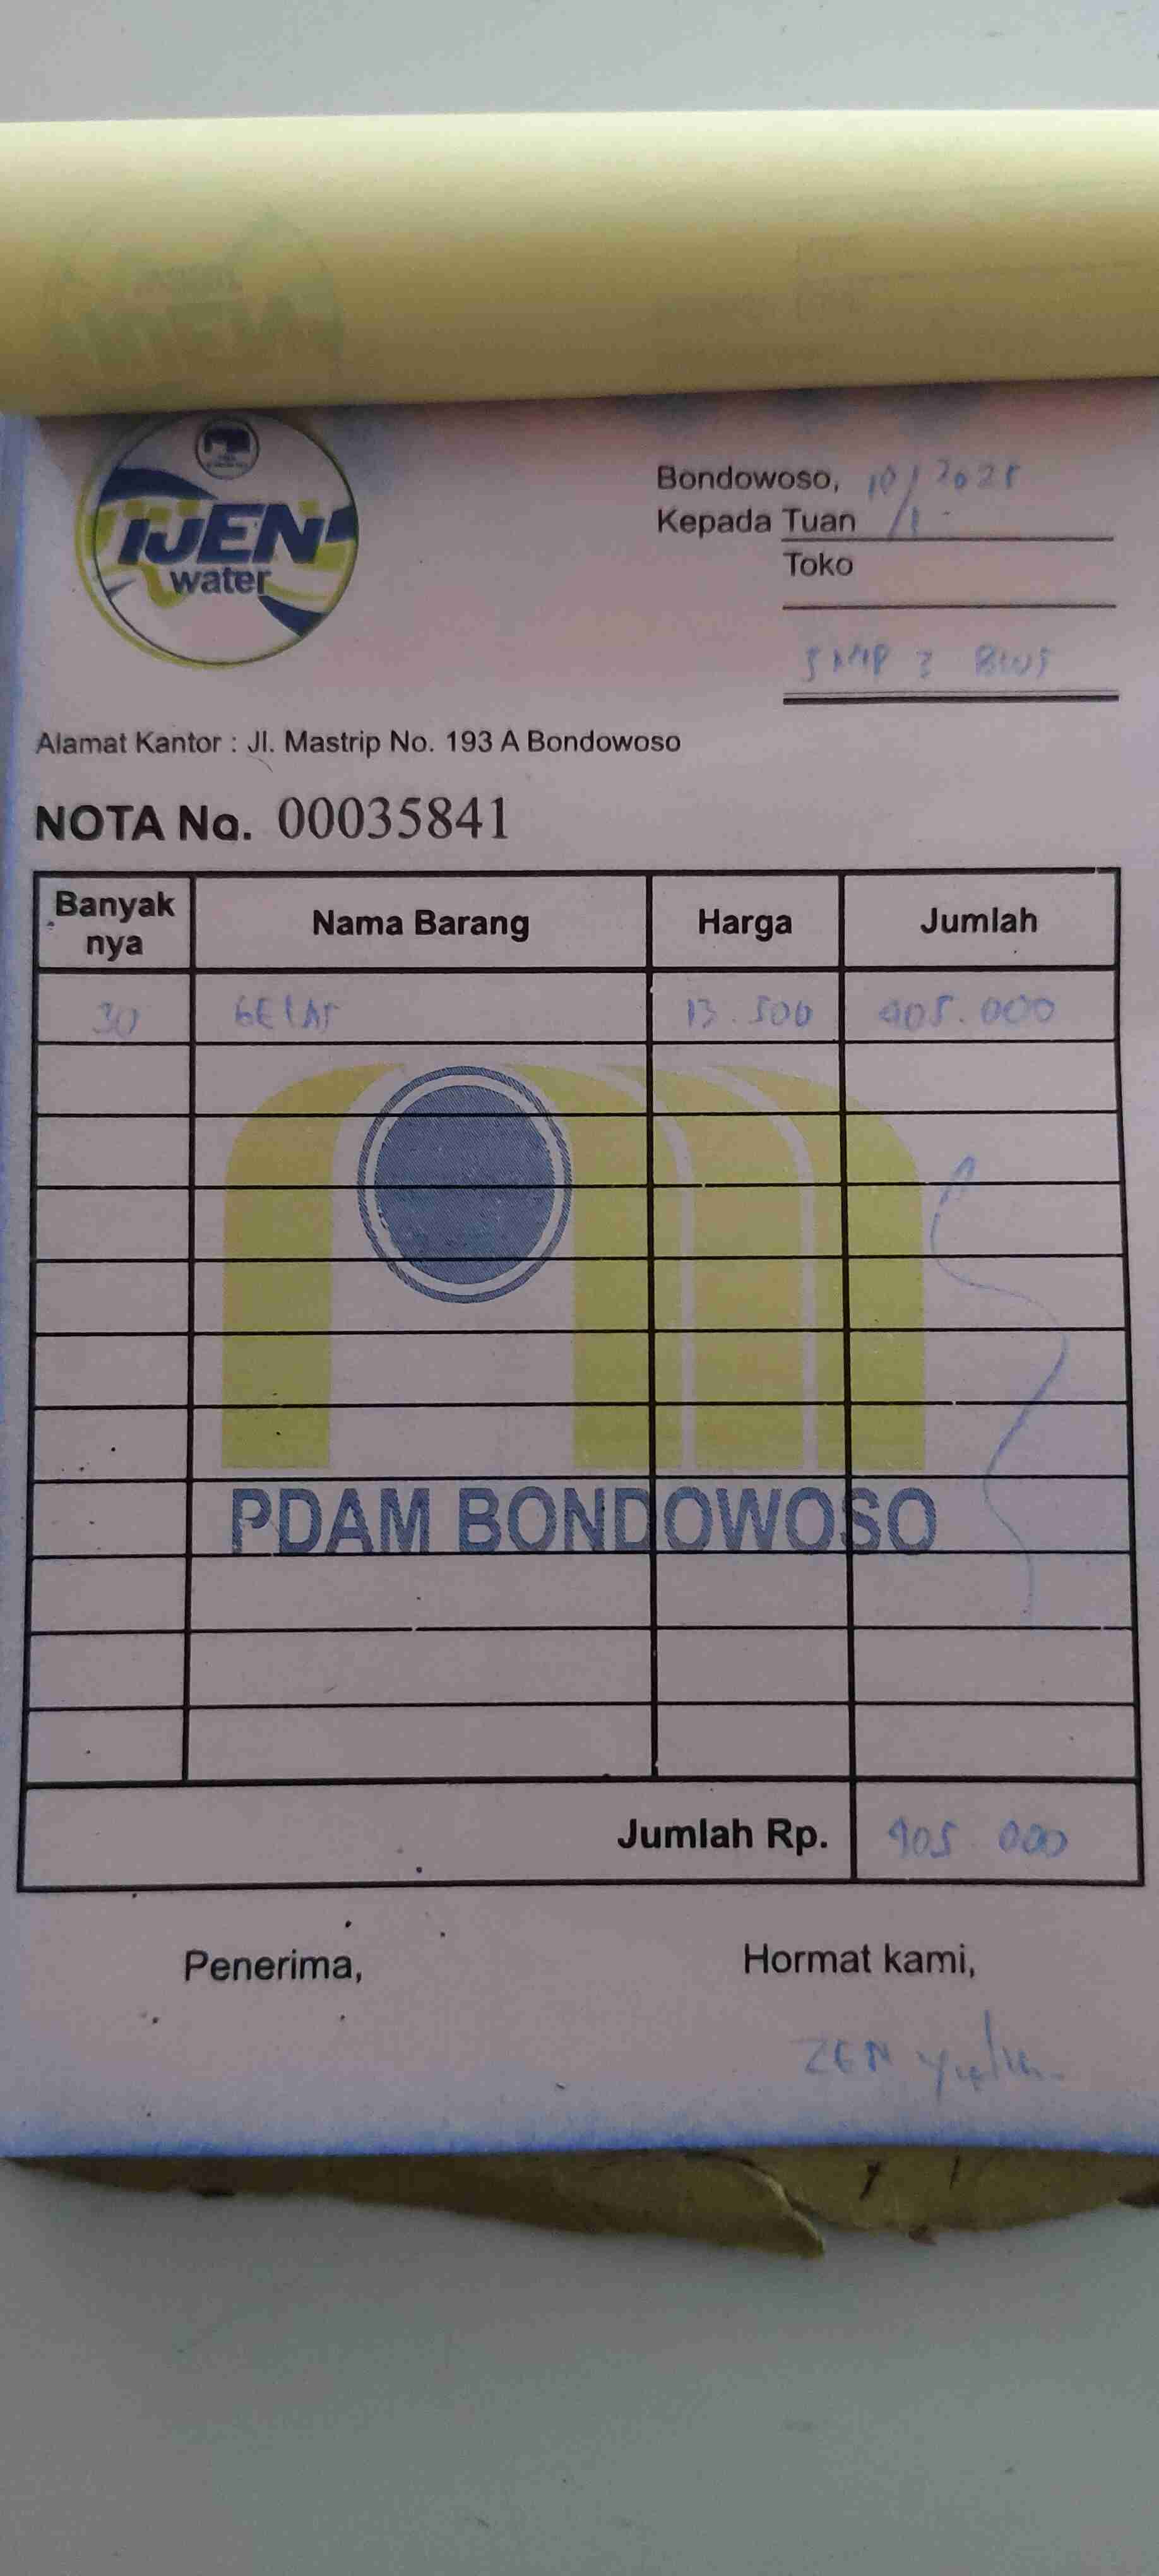 IJEN
water
Bondowoso, 10/1 2025
Kepada Tuan
Toko
SMP 3 BWS
Alamat Kantor : Jl. Mastrip No. 193 A Bondowoso
NOTA No. 00035841
Banyak nya Nama Barang Harga Jumlah
30 GELAS 13.500 405.000
PDAM BONDOWOSO
Jumlah Rp. 405.000
Penerima, Hormat kami,
ZEN